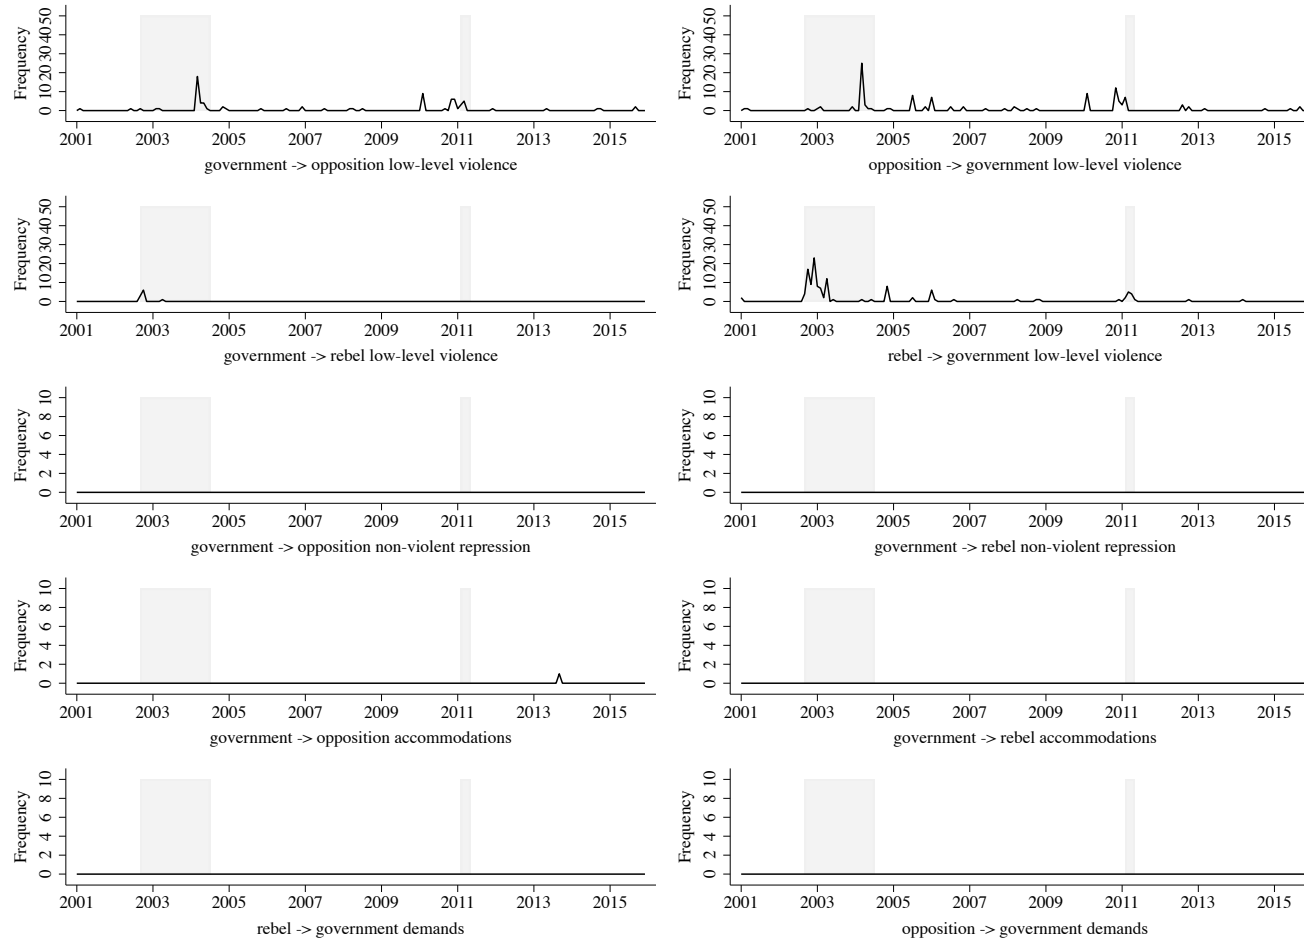 Frequency
0 10 20 30 40 50
2001 2003 2005 2007 2009 2011 2013 2015
government -> opposition low-level violence
Frequency
0 10 20 30 40 50
2001 2003 2005 2007 2009 2011 2013 2015
opposition -> government low-level violence
Frequency
0 10 20 30 40 50
2001 2003 2005 2007 2009 2011 2013 2015
government -> rebel low-level violence
Frequency
0 10 20 30 40 50
2001 2003 2005 2007 2009 2011 2013 2015
rebel -> government low-level violence
Frequency
0 2 4 6 8 10
2001 2003 2005 2007 2009 2011 2013 2015
government -> opposition non-violent repression
Frequency
0 2 4 6 8 10
2001 2003 2005 2007 2009 2011 2013 2015
government -> rebel non-violent repression
Frequency
0 2 4 6 8 10
2001 2003 2005 2007 2009 2011 2013 2015
government -> opposition accommodations
Frequency
0 2 4 6 8 10
2001 2003 2005 2007 2009 2011 2013 2015
government -> rebel accommodations
Frequency
0 2 4 6 8 10
2001 2003 2005 2007 2009 2011 2013 2015
rebel -> government demands
Frequency
0 2 4 6 8 10
2001 2003 2005 2007 2009 2011 2013 2015
opposition -> government demands